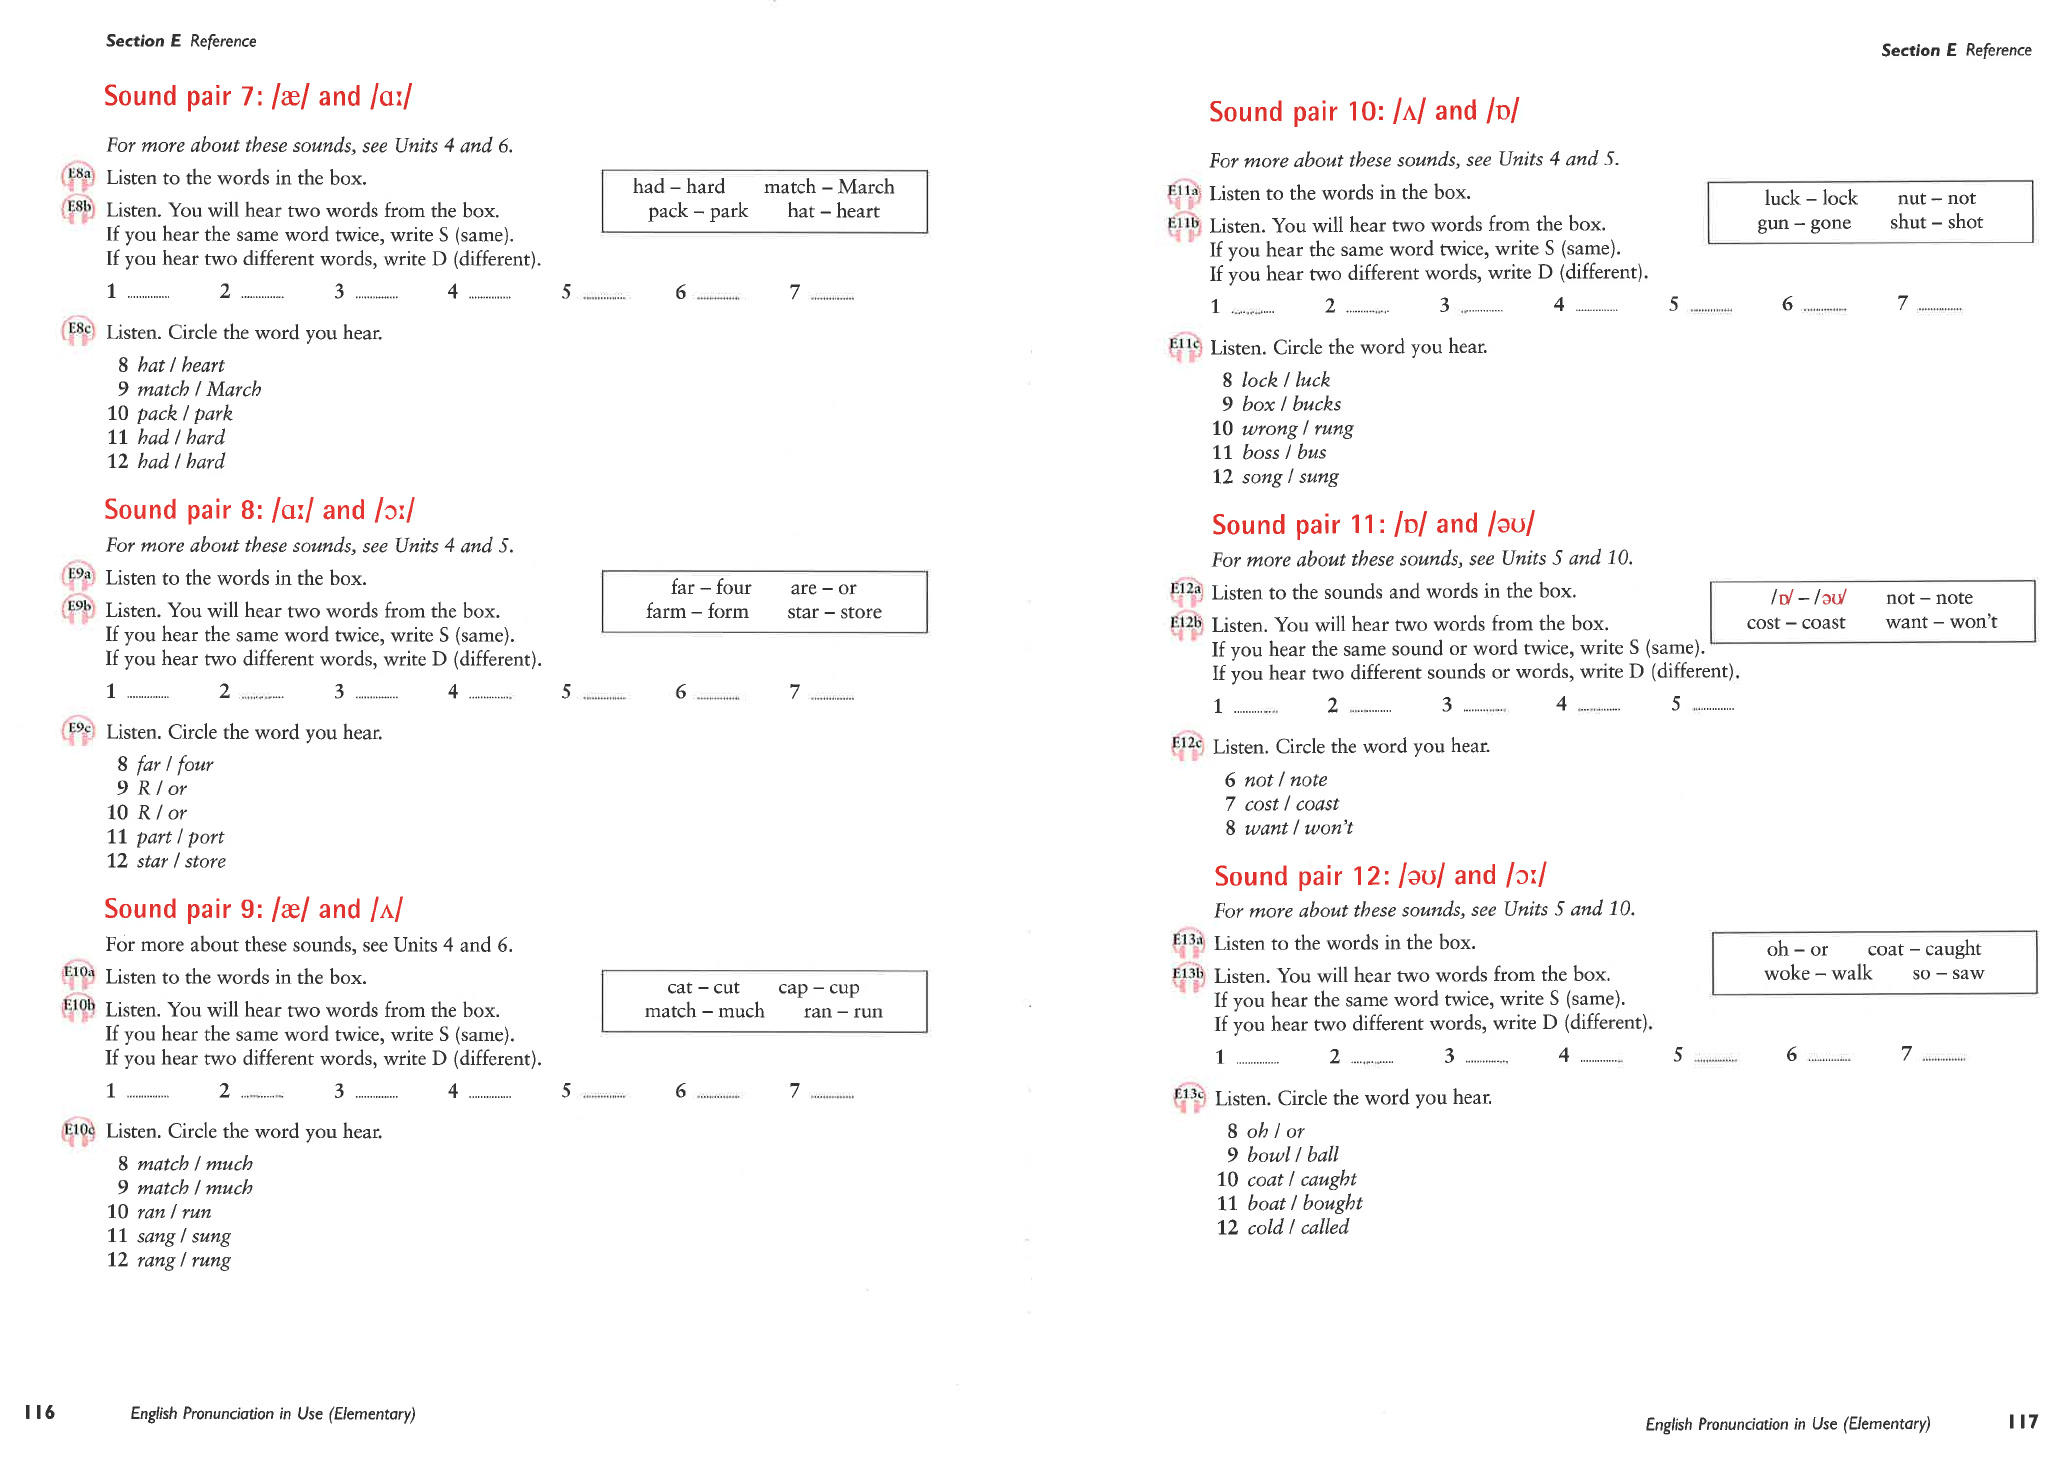 Section E Reference
Sound pair 7: /æ/ and /ɑː/
For more about these sounds, see Units 4 and 6.
E8a Listen to the words in the box.
had – hard match – March
pack – park hat – heart
E8b Listen. You will hear two words from the box.
If you hear the same word twice, write S (same).
If you hear two different words, write D (different).
1 ............... 2 ............... 3 ............... 4 ............... 5 ............... 6 ............... 7 ...............
E8c Listen. Circle the word you hear.
8 hat / heart
9 match / March
10 pack / park
11 had / hard
12 had / hard
Sound pair 8: /ɑː/ and /ɔː/
For more about these sounds, see Units 4 and 5.
E9a Listen to the words in the box.
far – four are – or
farm – form star – store
E9b Listen. You will hear two words from the box.
If you hear the same word twice, write S (same).
If you hear two different words, write D (different).
1 ............... 2 ............... 3 ............... 4 ............... 5 ............... 6 ............... 7 ...............
E9c Listen. Circle the word you hear.
8 far / four
9 R / or
10 R / or
11 part / port
12 star / store
Sound pair 9: /æ/ and /ʌ/
For more about these sounds, see Units 4 and 6.
E10a Listen to the words in the box.
cat – cut cap – cup
match – much ran – run
E10b Listen. You will hear two words from the box.
If you hear the same word twice, write S (same).
If you hear two different words, write D (different).
1 ............... 2 ............... 3 ............... 4 ............... 5 ............... 6 ............... 7 ...............
E10c Listen. Circle the word you hear.
8 match / much
9 match / much
10 ran / run
11 sang / sung
12 rang / rung
116 English Pronunciation in Use (Elementary)
Section E Reference
Sound pair 10: /ʌ/ and /ɒ/
For more about these sounds, see Units 4 and 5.
E11a Listen to the words in the box.
luck – lock nut – not
gun – gone shut – shot
E11b Listen. You will hear two words from the box.
If you hear the same word twice, write S (same).
If you hear two different words, write D (different).
1 ............... 2 ............... 3 ............... 4 ............... 5 ............... 6 ............... 7 ...............
E11c Listen. Circle the word you hear.
8 lock / luck
9 box / bucks
10 wrong / rung
11 boss / bus
12 song / sung
Sound pair 11: /ɒ/ and /əʊ/
For more about these sounds, see Units 5 and 10.
E12a Listen to the sounds and words in the box.
/ɒ/ – /əʊ/ not – note
cost – coast want – won't
E12b Listen. You will hear two words from the box.
If you hear the same sound or word twice, write S (same).
If you hear two different sounds or words, write D (different).
1 ............... 2 ............... 3 ............... 4 ............... 5 ...............
E12c Listen. Circle the word you hear.
6 not / note
7 cost / coast
8 want / won't
Sound pair 12: /əʊ/ and /ɔː/
For more about these sounds, see Units 5 and 10.
E13a Listen to the words in the box.
oh – or coat – caught
woke – walk so – saw
E13b Listen. You will hear two words from the box.
If you hear the same word twice, write S (same).
If you hear two different words, write D (different).
1 ............... 2 ............... 3 ............... 4 ............... 5 ............... 6 ............... 7 ...............
E13c Listen. Circle the word you hear.
8 oh / or
9 bowl / ball
10 coat / caught
11 boat / bought
12 cold / called
English Pronunciation in Use (Elementary) 117